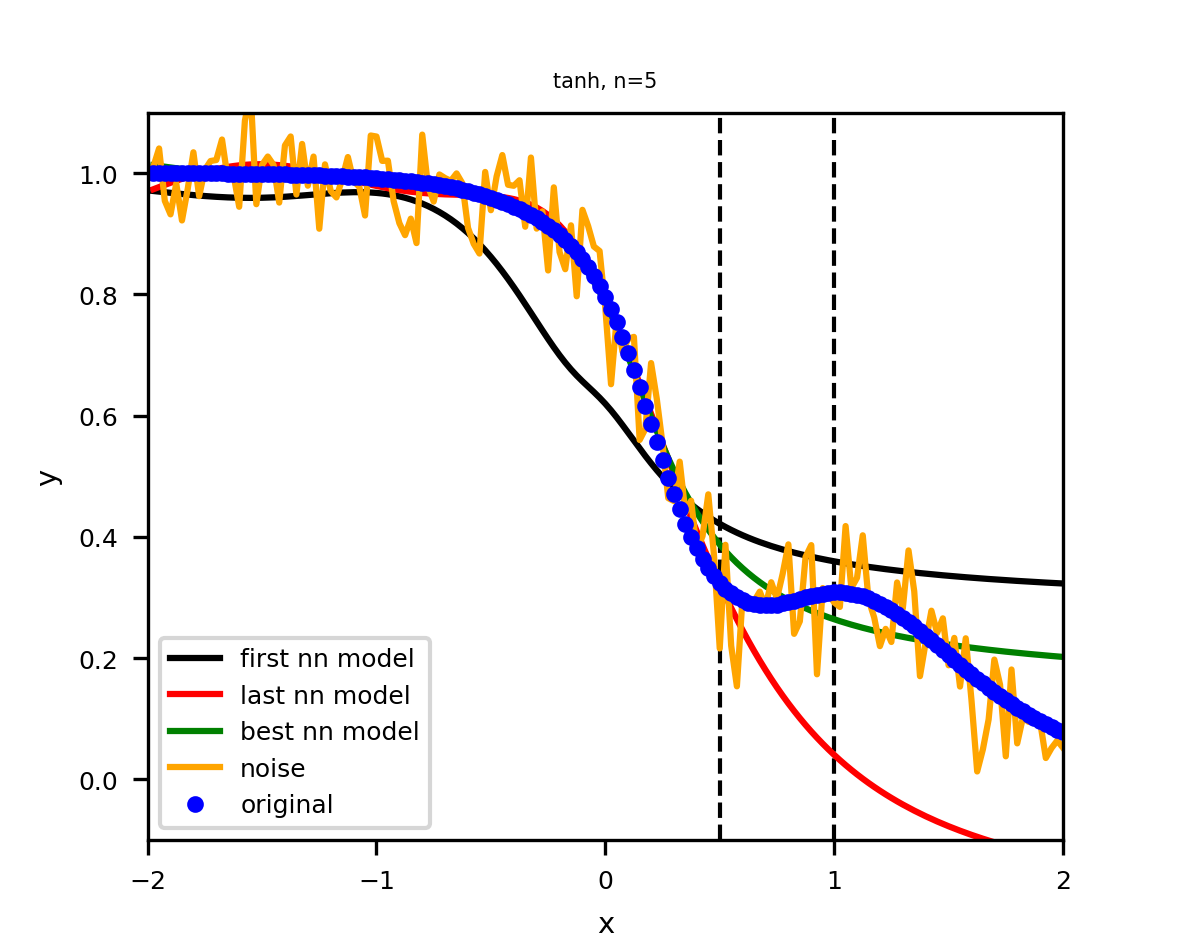 tanh, n=5
y
1.0
0.8
0.6
0.4
0.2
0.0
first nn model
last nn model
best nn model
noise
original
−2
−1
0
1
2
x